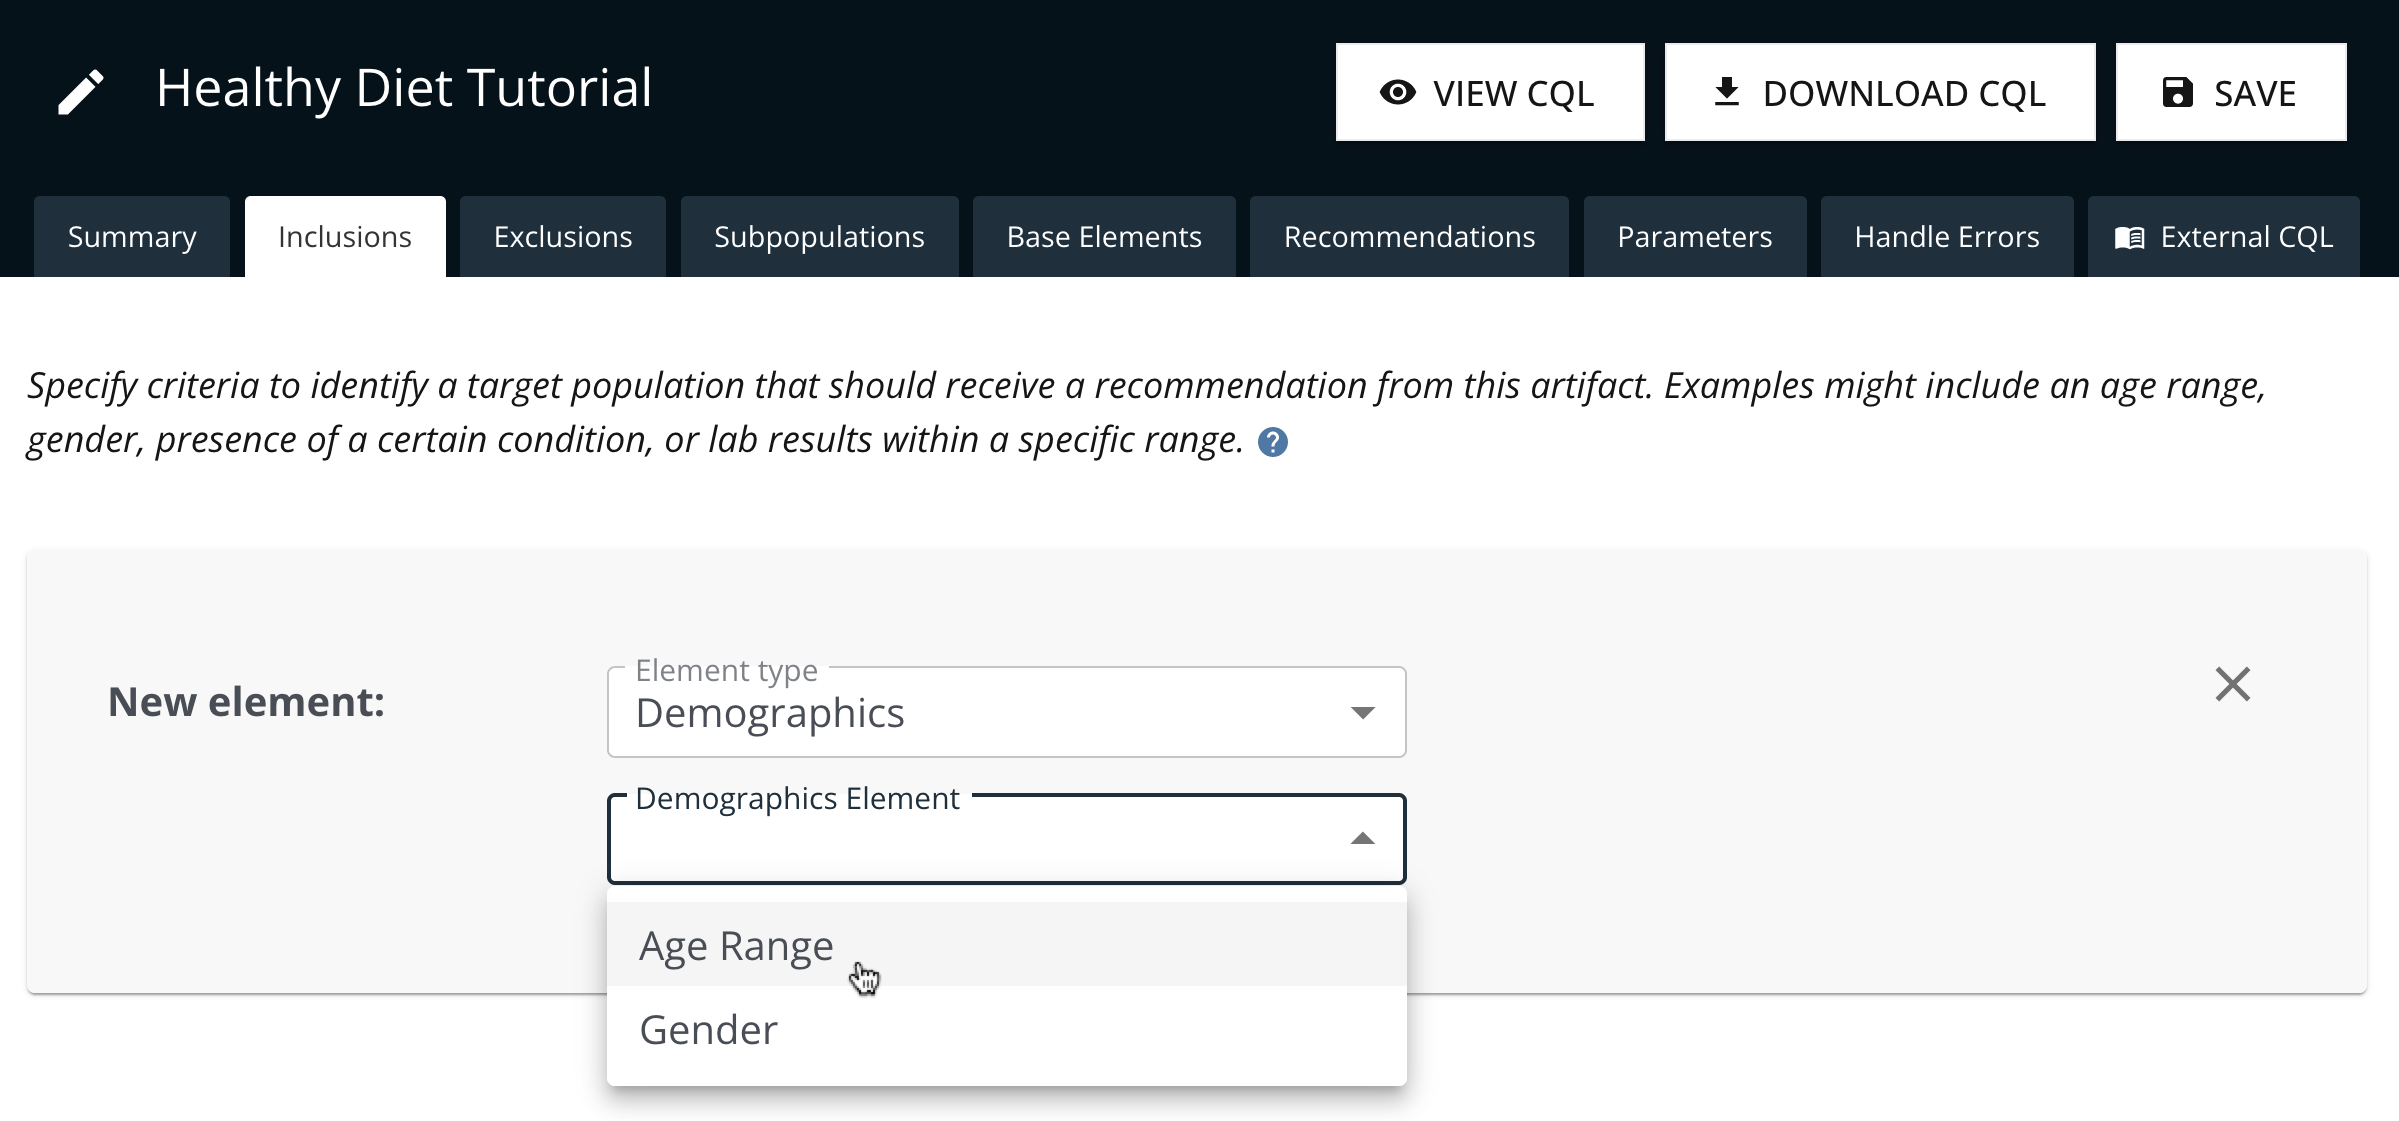 Healthy Diet Tutorial
VIEW CQL
DOWNLOAD CQL
SAVE
Summary
Inclusions
Exclusions
Subpopulations
Base Elements
Recommendations
Parameters
Handle Errors
External CQL
Specify criteria to identify a target population that should receive a recommendation from this artifact. Examples might include an age range,
gender, presence of a certain condition, or lab results within a specific range. ?
New element:
Element type
Demographics
Demographics Element
Age Range
Gender